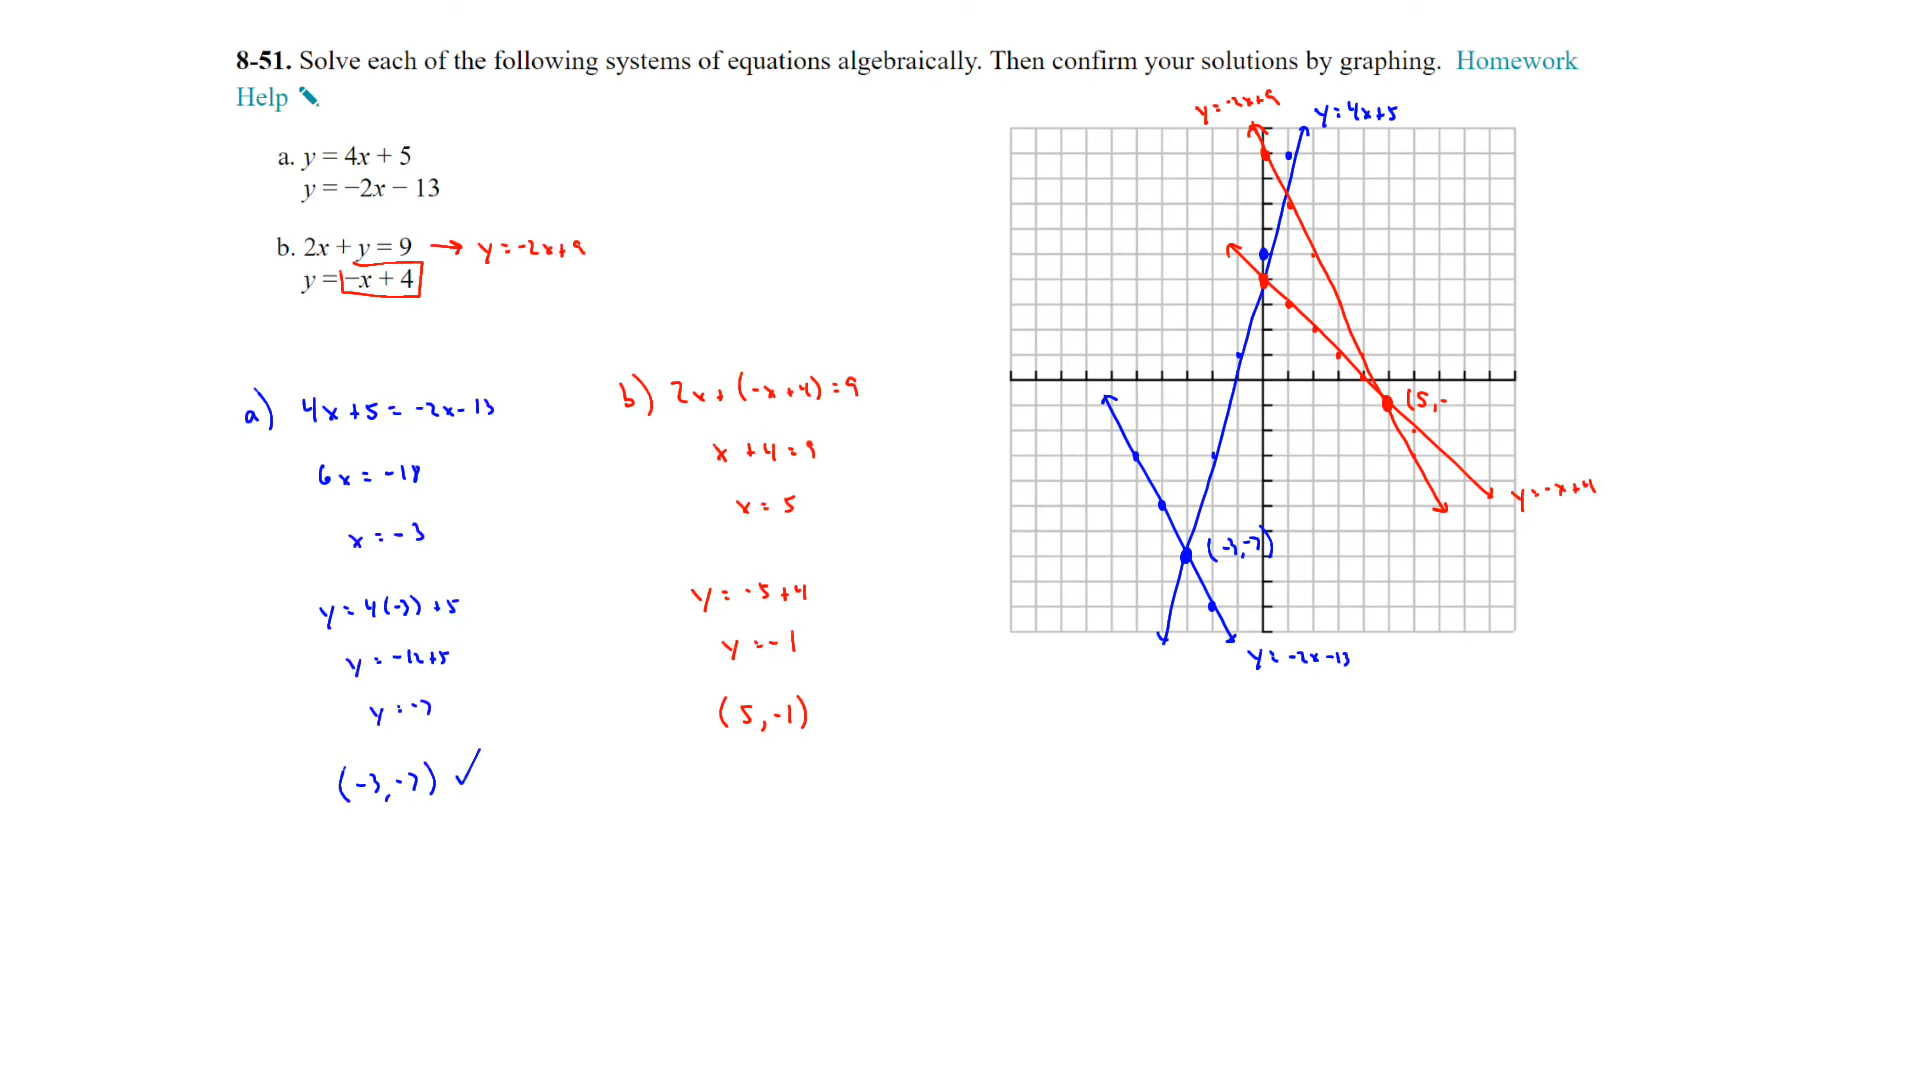 8-51. Solve each of the following systems of equations algebraically. Then confirm your solutions by graphing. Homework
Help
a. y = 4x + 5
y = −2x − 13
b. 2x + y = 9 → y = -2x+9
y = −x + 4
a) 4x+5 = -2x-13
6x = -18
x = -3
y = 4(-3)+5
y = -12+5
y = -7
(-3,-7) ✓
b) 2x+(-x+4)=9
x+4=9
x=5
y = -5+4
y = -1
(5,-1)
y = -2x+9
y = 4x+5
(5,-
y = -x+4
(-3,-7)
y = -2x-13